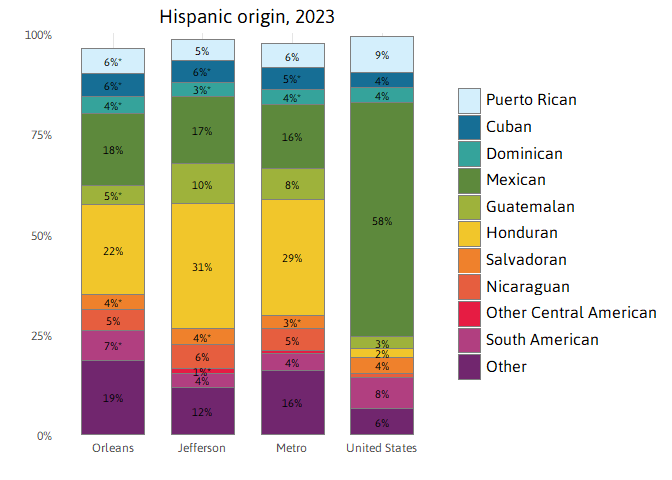 Hispanic origin, 2023
100%
75%
50%
25%
0%
6%*
6%*
4%*
18%
5%*
22%
4%*
5%
7%*
19%
Orleans
5%
6%*
3%*
17%
10%
31%
4%*
6%
1%*
4%
12%
Jefferson
6%
5%*
4%*
16%
8%
29%
3%*
5%
4%
16%
Metro
9%
4%
4%
58%
3%
2%
4%
8%
6%
United States
Puerto Rican
Cuban
Dominican
Mexican
Guatemalan
Honduran
Salvadoran
Nicaraguan
Other Central American
South American
Other